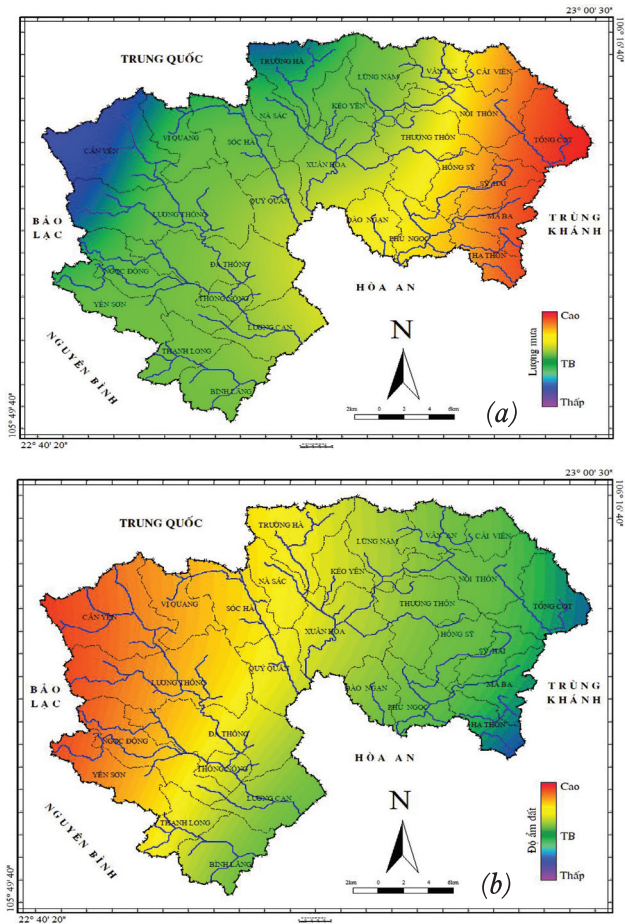 23° 00' 30"
106° 16' 40"
TRUNG QUỐC
TRƯỜNG HÀ
LŨNG NẶM
VÂN AN
CẢI VIÊN
KÉO YÊN
NÀ SÁC
NỘI THÔN
CẦN YÊN
VỊ QUANG
SÓC HÀ
THƯỢNG THÔN
TỔNG CỌT
XUÂN HÒA
HỒNG SỸ
SỸ HAI
QUÝ QUÂN
BẢO
LẠC
LƯƠNG THÔNG
ĐÀO NGẠN
PHÙ NGỌC
MÃ BA
TRÙNG
KHÁNH
HẠ THÔN
ĐA THÔNG
NGỌC ĐỘNG
HÒA AN
YÊN SƠN
THÔNG NÔNG
LƯƠNG CAN
NGUYÊN BÌNH
THANH LONG
BÌNH LÃNG
N
Lượng mưa
Cao
TB
Thấp
2km 0 2 4 6km
(a)
105° 49' 40"
22° 40' 20"
23° 00' 30"
106° 16' 40"
TRUNG QUỐC
TRƯỜNG HÀ
LŨNG NẶM
VÂN AN
CẢI VIÊN
KÉO YÊN
NÀ SÁC
NỘI THÔN
CẦN YÊN
VỊ QUANG
SÓC HÀ
THƯỢNG THÔN
TỔNG CỌT
XUÂN HÒA
HỒNG SỸ
SỸ HAI
QUÝ QUÂN
BẢO
LẠC
LƯƠNG THÔNG
ĐÀO NGẠN
PHÙ NGỌC
MÃ BA
TRÙNG
KHÁNH
HẠ THÔN
ĐA THÔNG
NGỌC ĐỘNG
HÒA AN
YÊN SƠN
THÔNG NÔNG
LƯƠNG CAN
NGUYÊN BÌNH
THANH LONG
BÌNH LÃNG
N
Độ ẩm đất
Cao
TB
Thấp
2km 0 2 4 6km
(b)
105° 49' 40"
22° 40' 20"